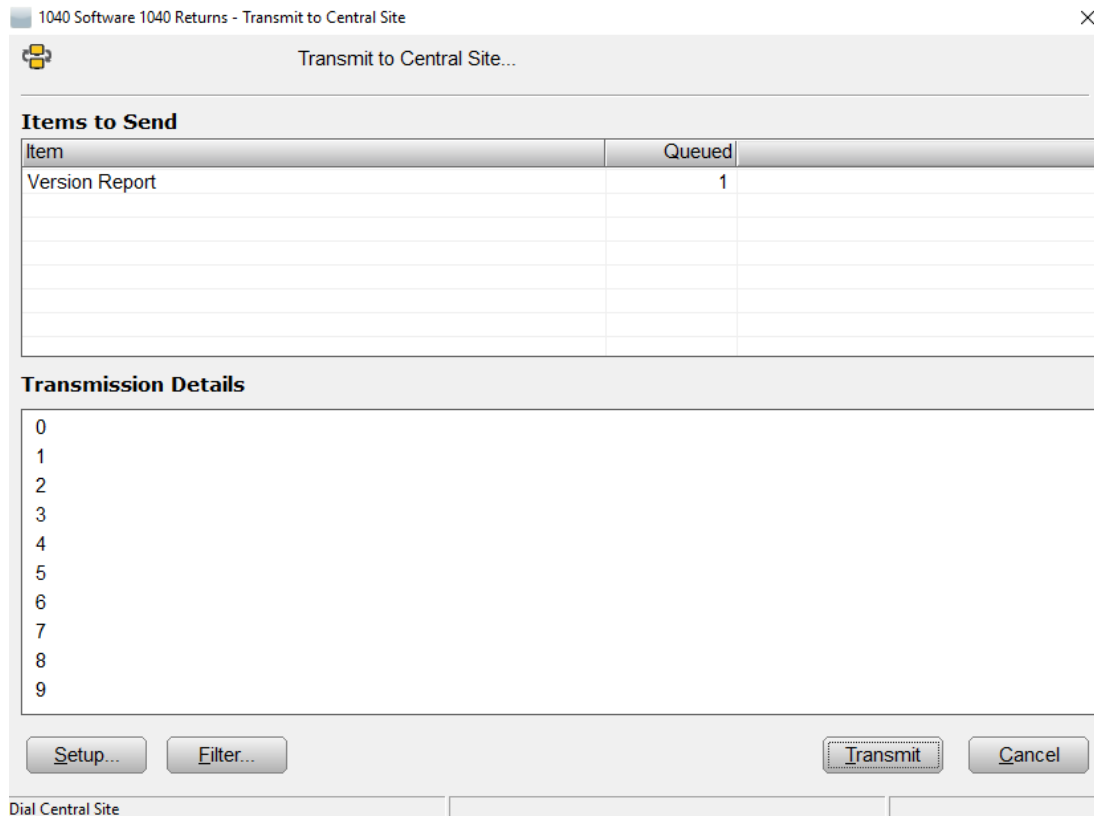 1040 Software 1040 Returns - Transmit to Central Site
Transmit to Central Site...
Items to Send
Item Queued
Version Report 1
Transmission Details
0
1
2
3
4
5
6
7
8
9
Setup... Filter... Transmit Cancel
Dial Central Site